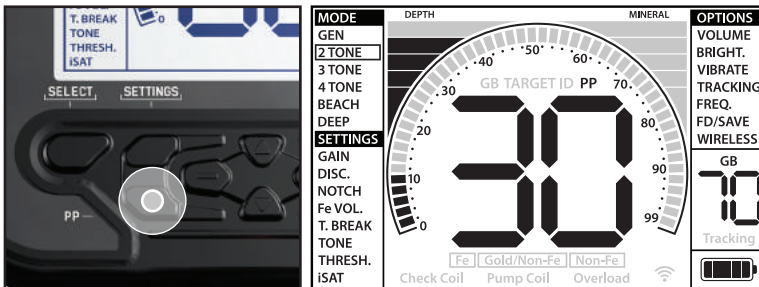 T. BREAK
TONE
THRESH.
iSAT
0
SELECT
SETTINGS
PP
MODE
GEN
2 TONE
3 TONE
4 TONE
BEACH
DEEP
SETTINGS
GAIN
DISC.
NOTCH
Fe VOL.
T. BREAK
TONE
THRESH.
iSAT
DEPTH
MINERAL
GB TARGET ID PP
0
10
20
30
40
50
60
70
80
90
99
30
Fe Gold/Non-Fe Non-Fe
Check Coil Pump Coil Overload
OPTIONS
VOLUME
BRIGHT.
VIBRATE
TRACKING
FREQ.
FD/SAVE
WIRELESS
GB
70
Tracking